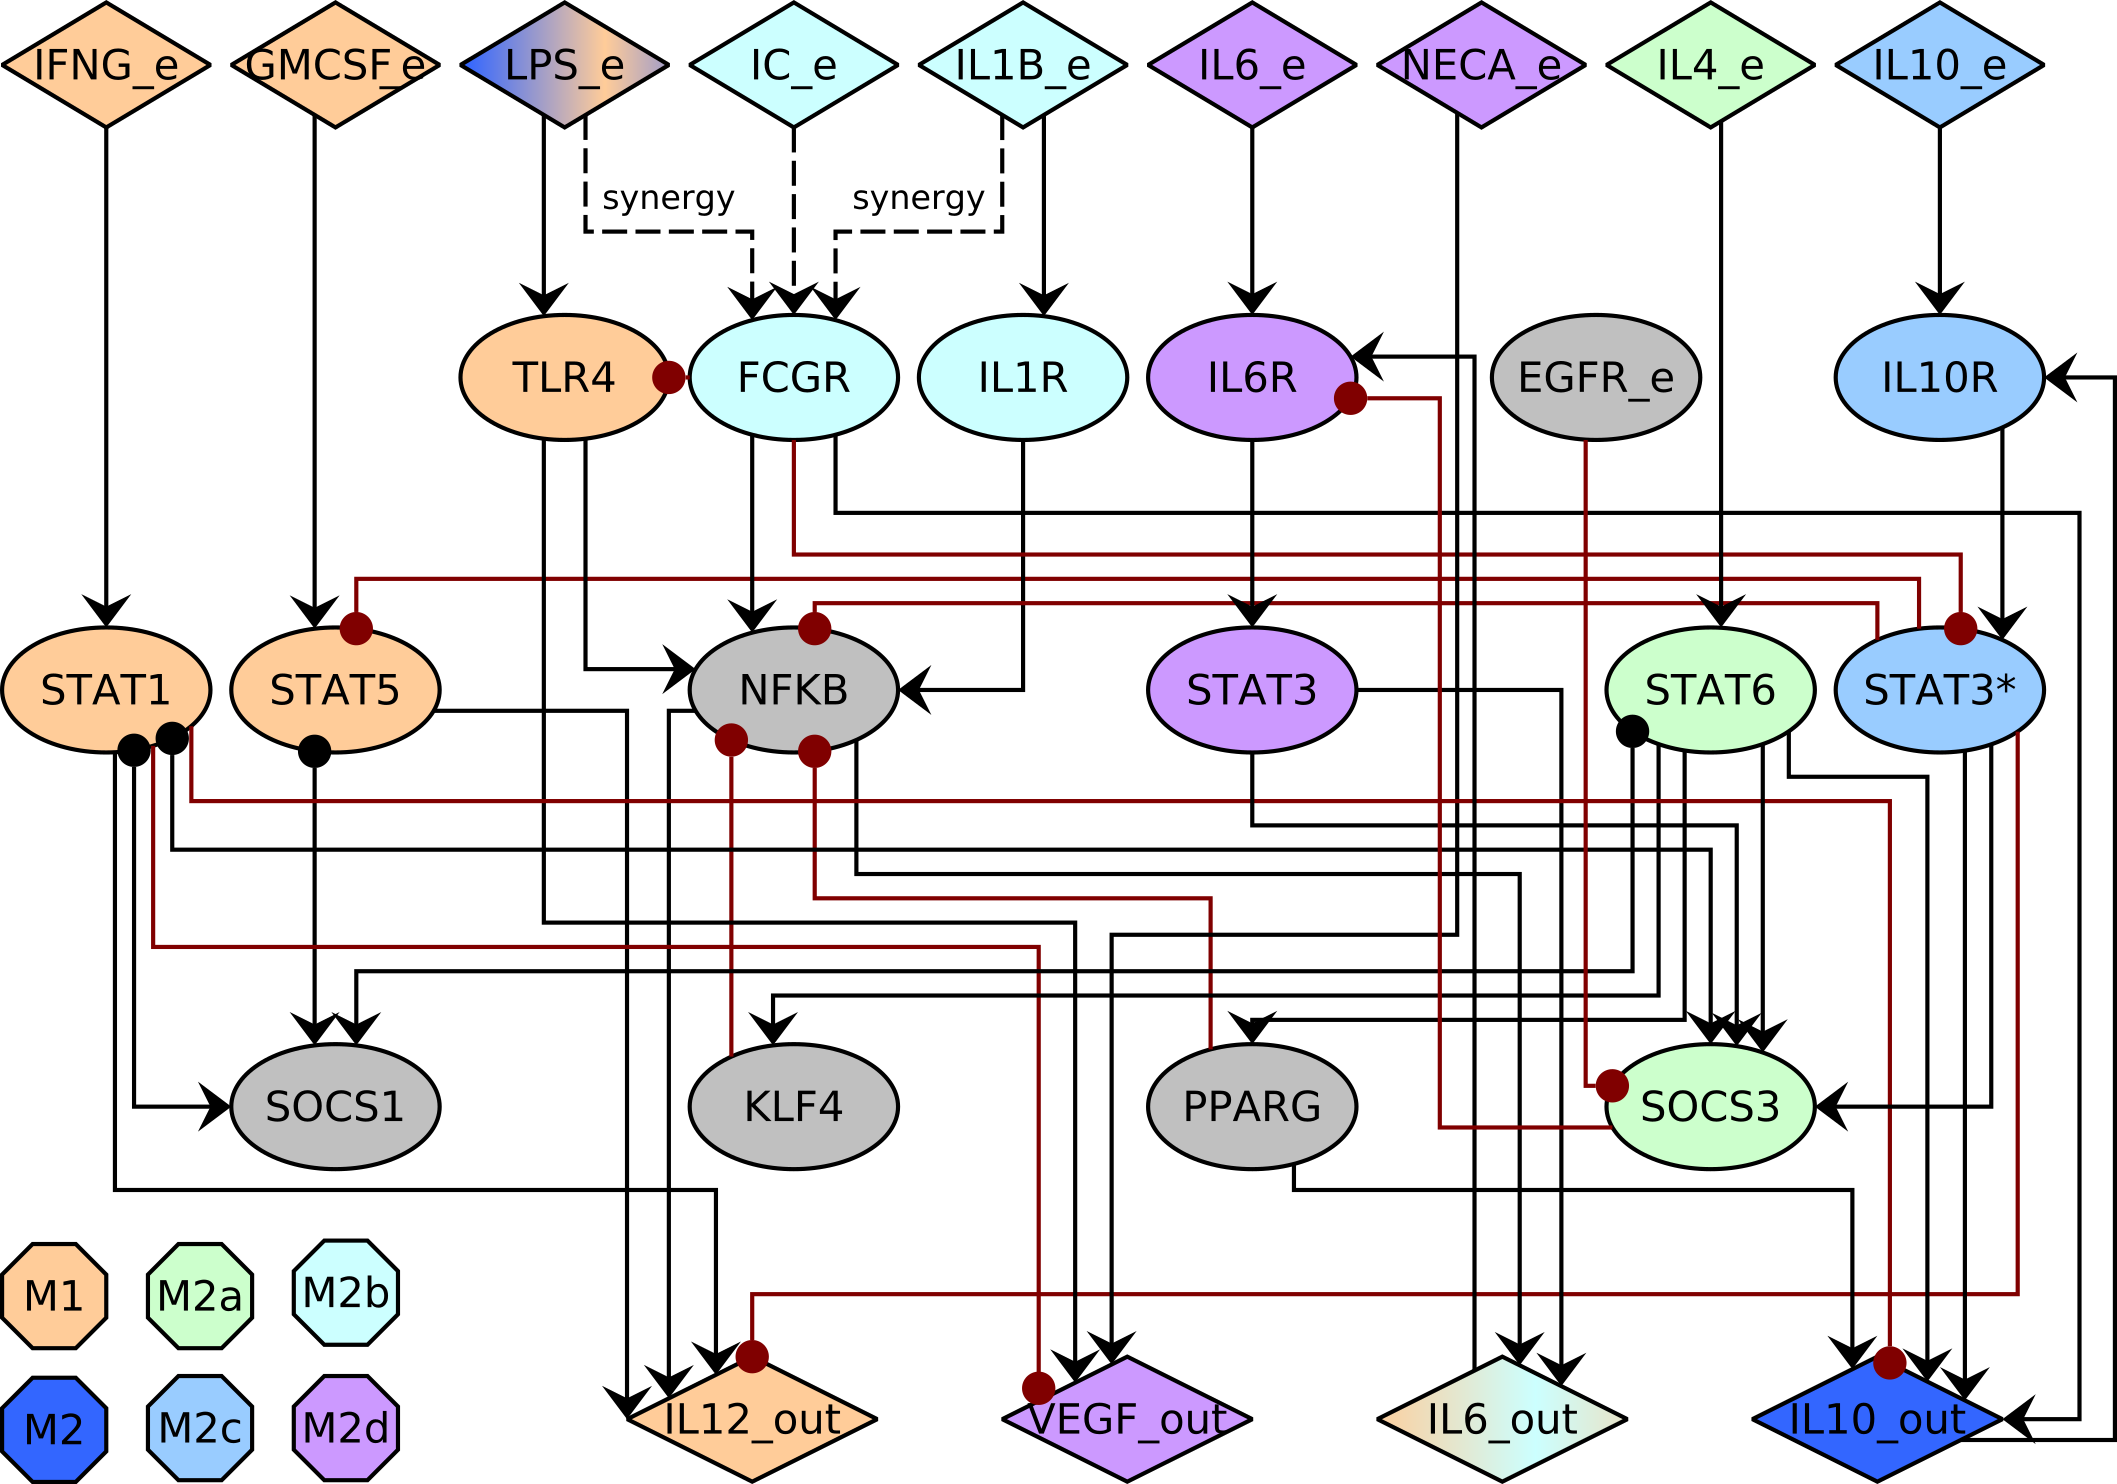 IFNG_e
GMCSF_e
LPS_e
IC_e
IL1B_e
IL6_e
NECA_e
IL4_e
IL10_e
synergy
synergy
TLR4
FCGR
IL1R
IL6R
EGFR_e
IL10R
STAT1
STAT5
NFKB
STAT3
STAT6
STAT3*
SOCS1
KLF4
PPARG
SOCS3
M1
M2a
M2b
M2
M2c
M2d
IL12_out
VEGF_out
IL6_out
IL10_out